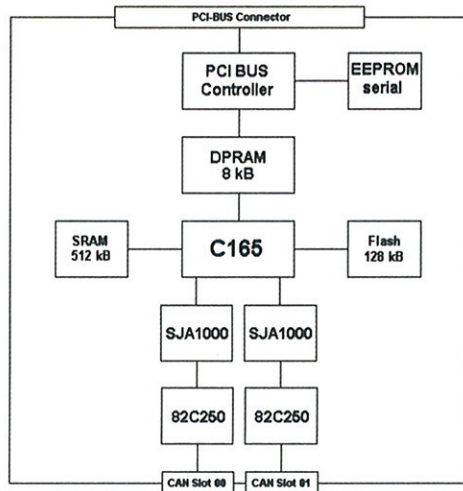 PCI-BUS Connector
PCI BUS
Controller
EEPROM
serial
DPRAM
8 kB
SRAM
512 kB
C165
Flash
128 kB
SJA1000
SJA1000
82C250
82C250
CAN Slot 00
CAN Slot 01